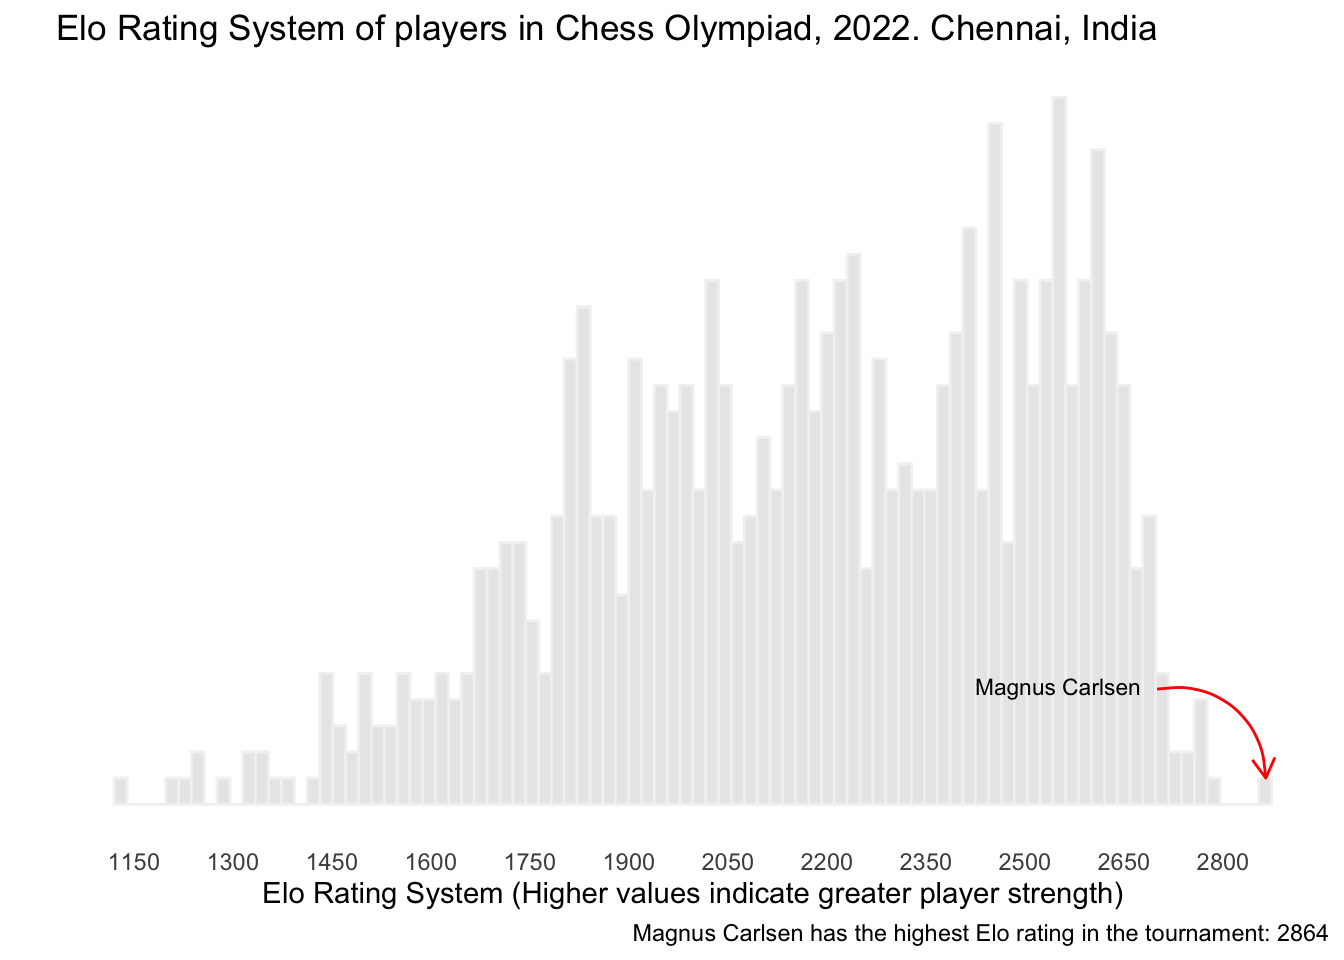 Elo Rating System of players in Chess Olympiad, 2022. Chennai, India
Magnus Carlsen
1150 1300 1450 1600 1750 1900 2050 2200 2350 2500 2650 2800
Elo Rating System (Higher values indicate greater player strength)
Magnus Carlsen has the highest Elo rating in the tournament: 2864